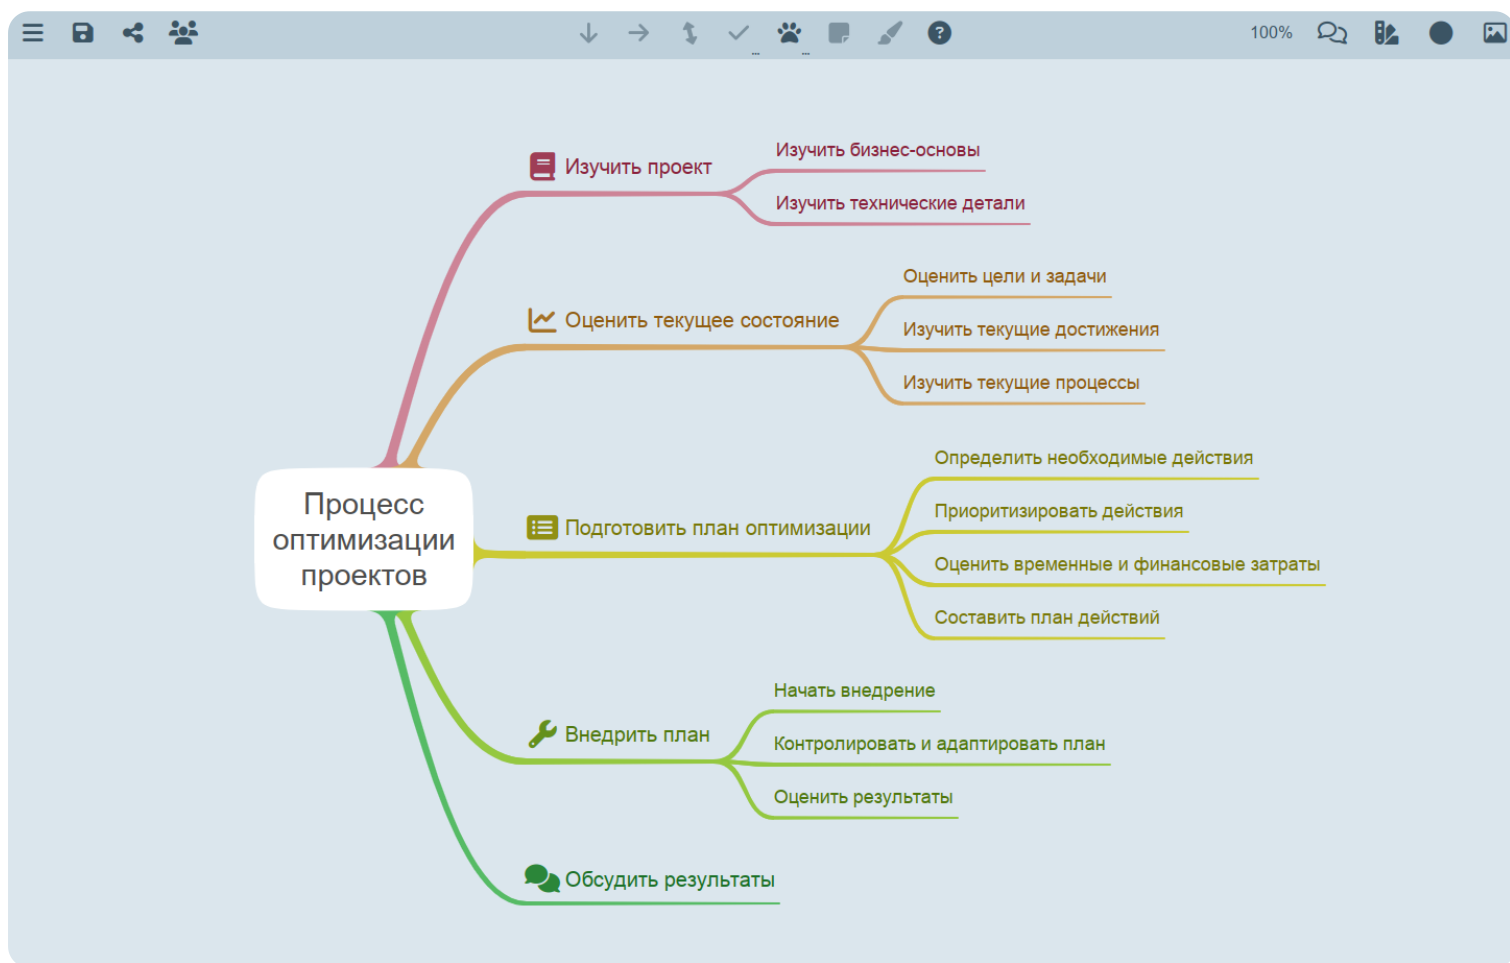 100%
Изучить проект
Изучить бизнес-основы
Изучить технические детали
Оценить текущее состояние
Оценить цели и задачи
Изучить текущие достижения
Изучить текущие процессы
Процесс
оптимизации
проектов
Подготовить план оптимизации
Определить необходимые действия
Приоритизировать действия
Оценить временные и финансовые затраты
Составить план действий
Внедрить план
Начать внедрение
Контролировать и адаптировать план
Оценить результаты
Обсудить результаты